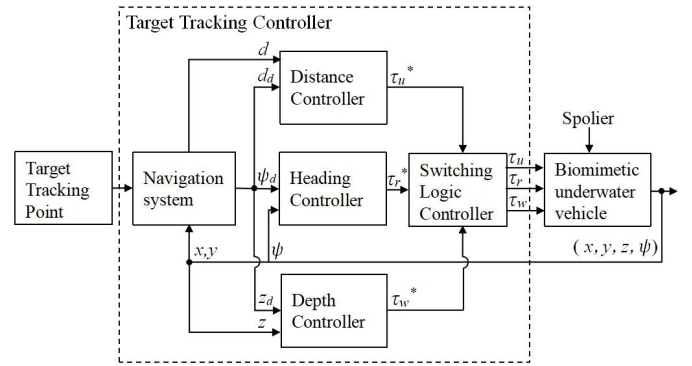 Target Tracking Controller
d
d_d
Distance
Controller
τ_u*
Spolier
Target
Tracking
Point
Navigation
system
ψ_d
Heading
Controller
τ_r*
Switching
Logic
Controller
τ_u
τ_r
τ_w
Biomimetic
underwater
vehicle
x,y
ψ
( x, y, z, ψ)
z_d
z
Depth
Controller
τ_w*